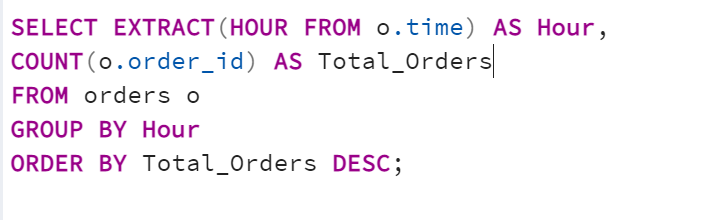 SELECT EXTRACT(HOUR FROM o.time) AS Hour,
COUNT(o.order_id) AS Total_Orders
FROM orders o
GROUP BY Hour
ORDER BY Total_Orders DESC;